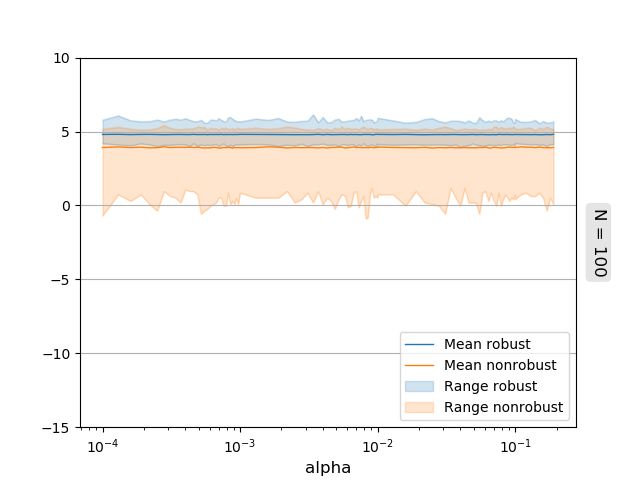 10
5
0
−5
−10
−15
10⁻⁴
10⁻³
10⁻²
10⁻¹
alpha
N = 100
Mean robust
Mean nonrobust
Range robust
Range nonrobust